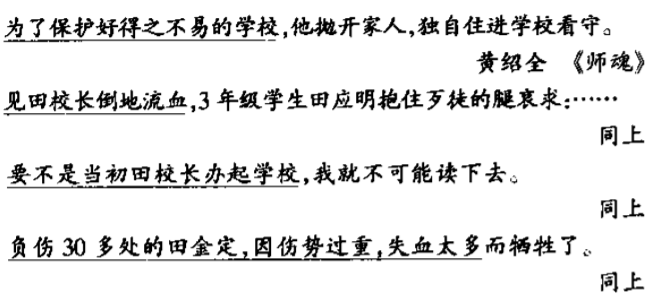 为了保护好得之不易的学校,他抛开家人,独自住进学校看守。
黄绍全 《师魂》
见田校长倒地流血,3年级学生田应明抱住歹徒的腿哀求:……
同上
要不是当初田校长办起学校,我就不可能读下去。
同上
负伤 30 多处的田金定,因伤势过重,失血太多而牺牲了。
同上